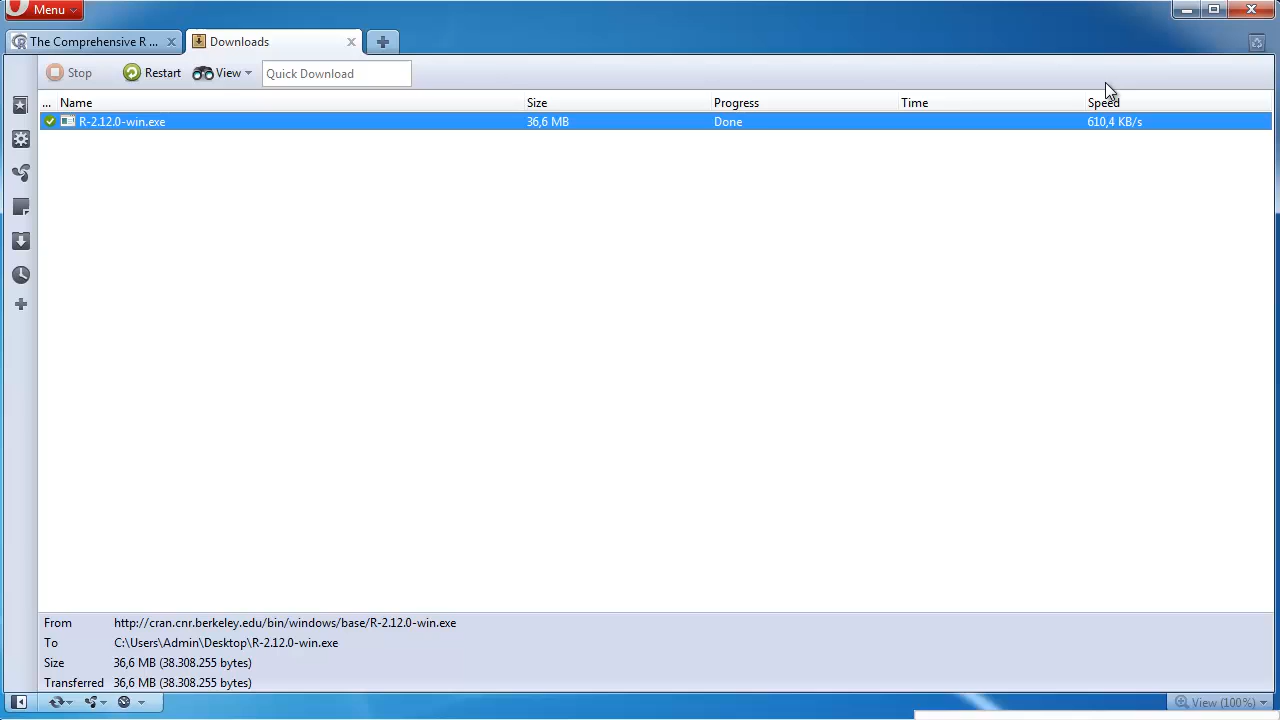 Menu
The Comprehensive R ...
Downloads
Stop Restart View Quick Download
... Name Size Progress Time Speed
R-2.12.0-win.exe 36,6 MB Done 610,4 KB/s
From http://cran.cnr.berkeley.edu/bin/windows/base/R-2.12.0-win.exe
To C:\Users\Admin\Desktop\R-2.12.0-win.exe
Size 36,6 MB (38.308.255 bytes)
Transferred 36,6 MB (38.308.255 bytes)
View (100%)